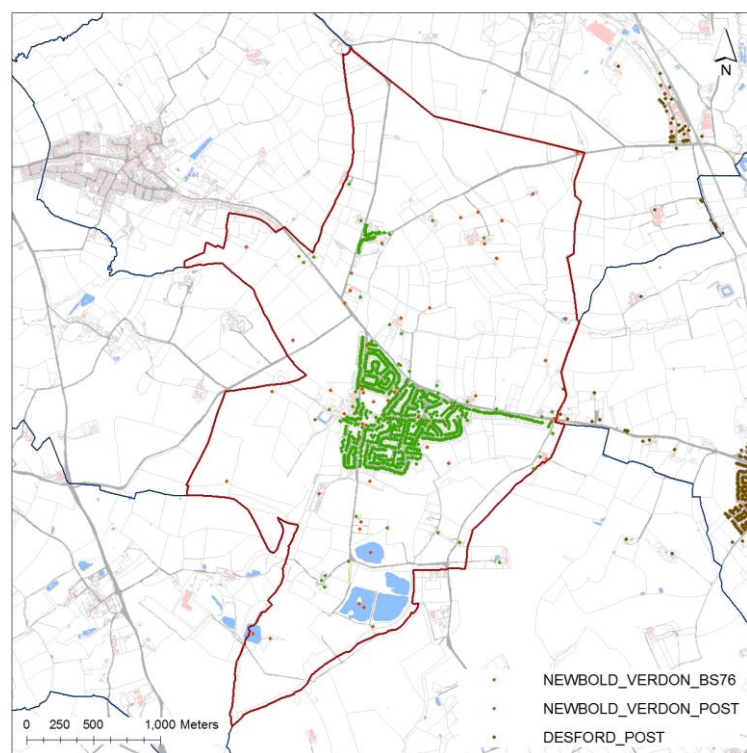 N
NEWBOLD_VERDON_BS76
NEWBOLD_VERDON_POST
DESFORD_POST
0 250 500 1,000 Meters